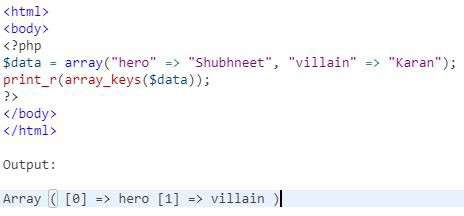 <html>
<body>
<?php
$data = array("hero" => "Shubhneet", "villain" => "Karan");
print_r(array_keys($data));
?>
</body>
</html>
Output:
Array ( [0] => hero [1] => villain )